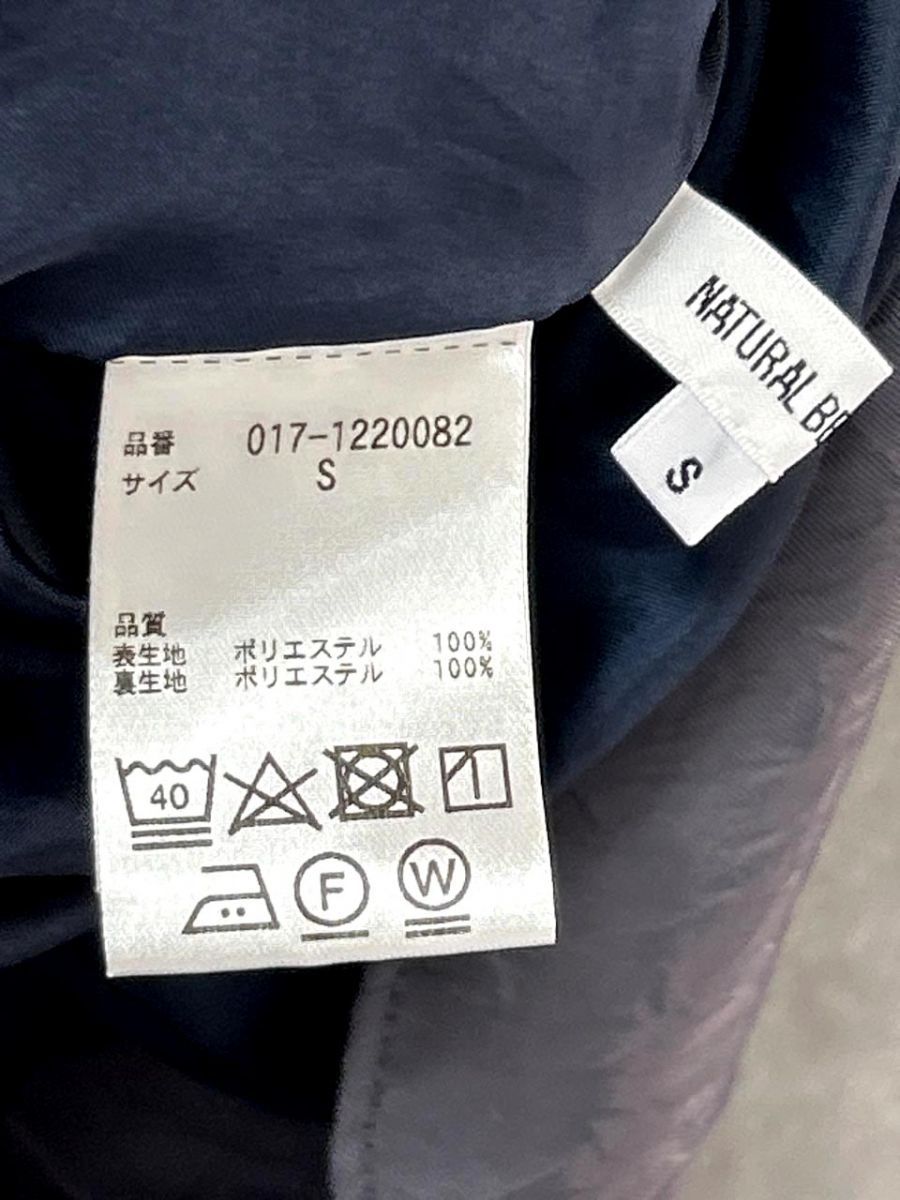 品番 017-1220082
サイズ S
品質
表生地 ポリエステル 100%
裏生地 ポリエステル 100%
40
F
W
NATURAL
S